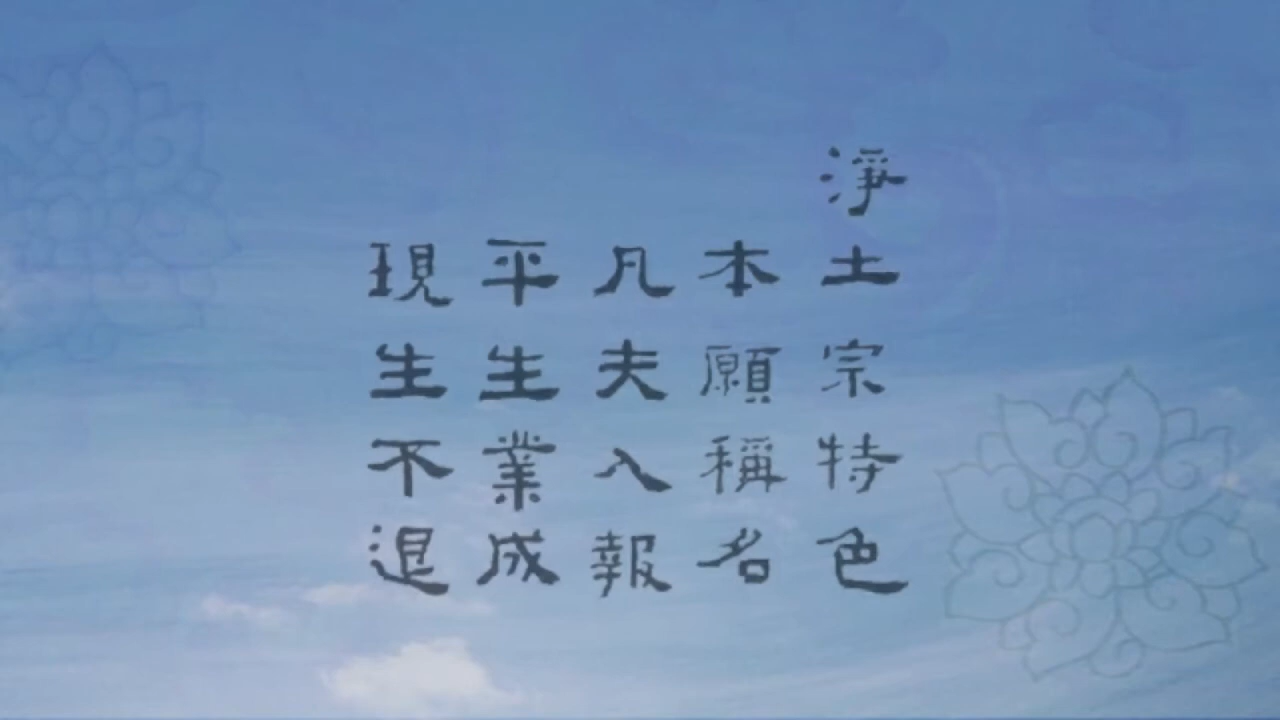 淨土宗特色
本願稱名
凡夫入報
平生業成
現生不退